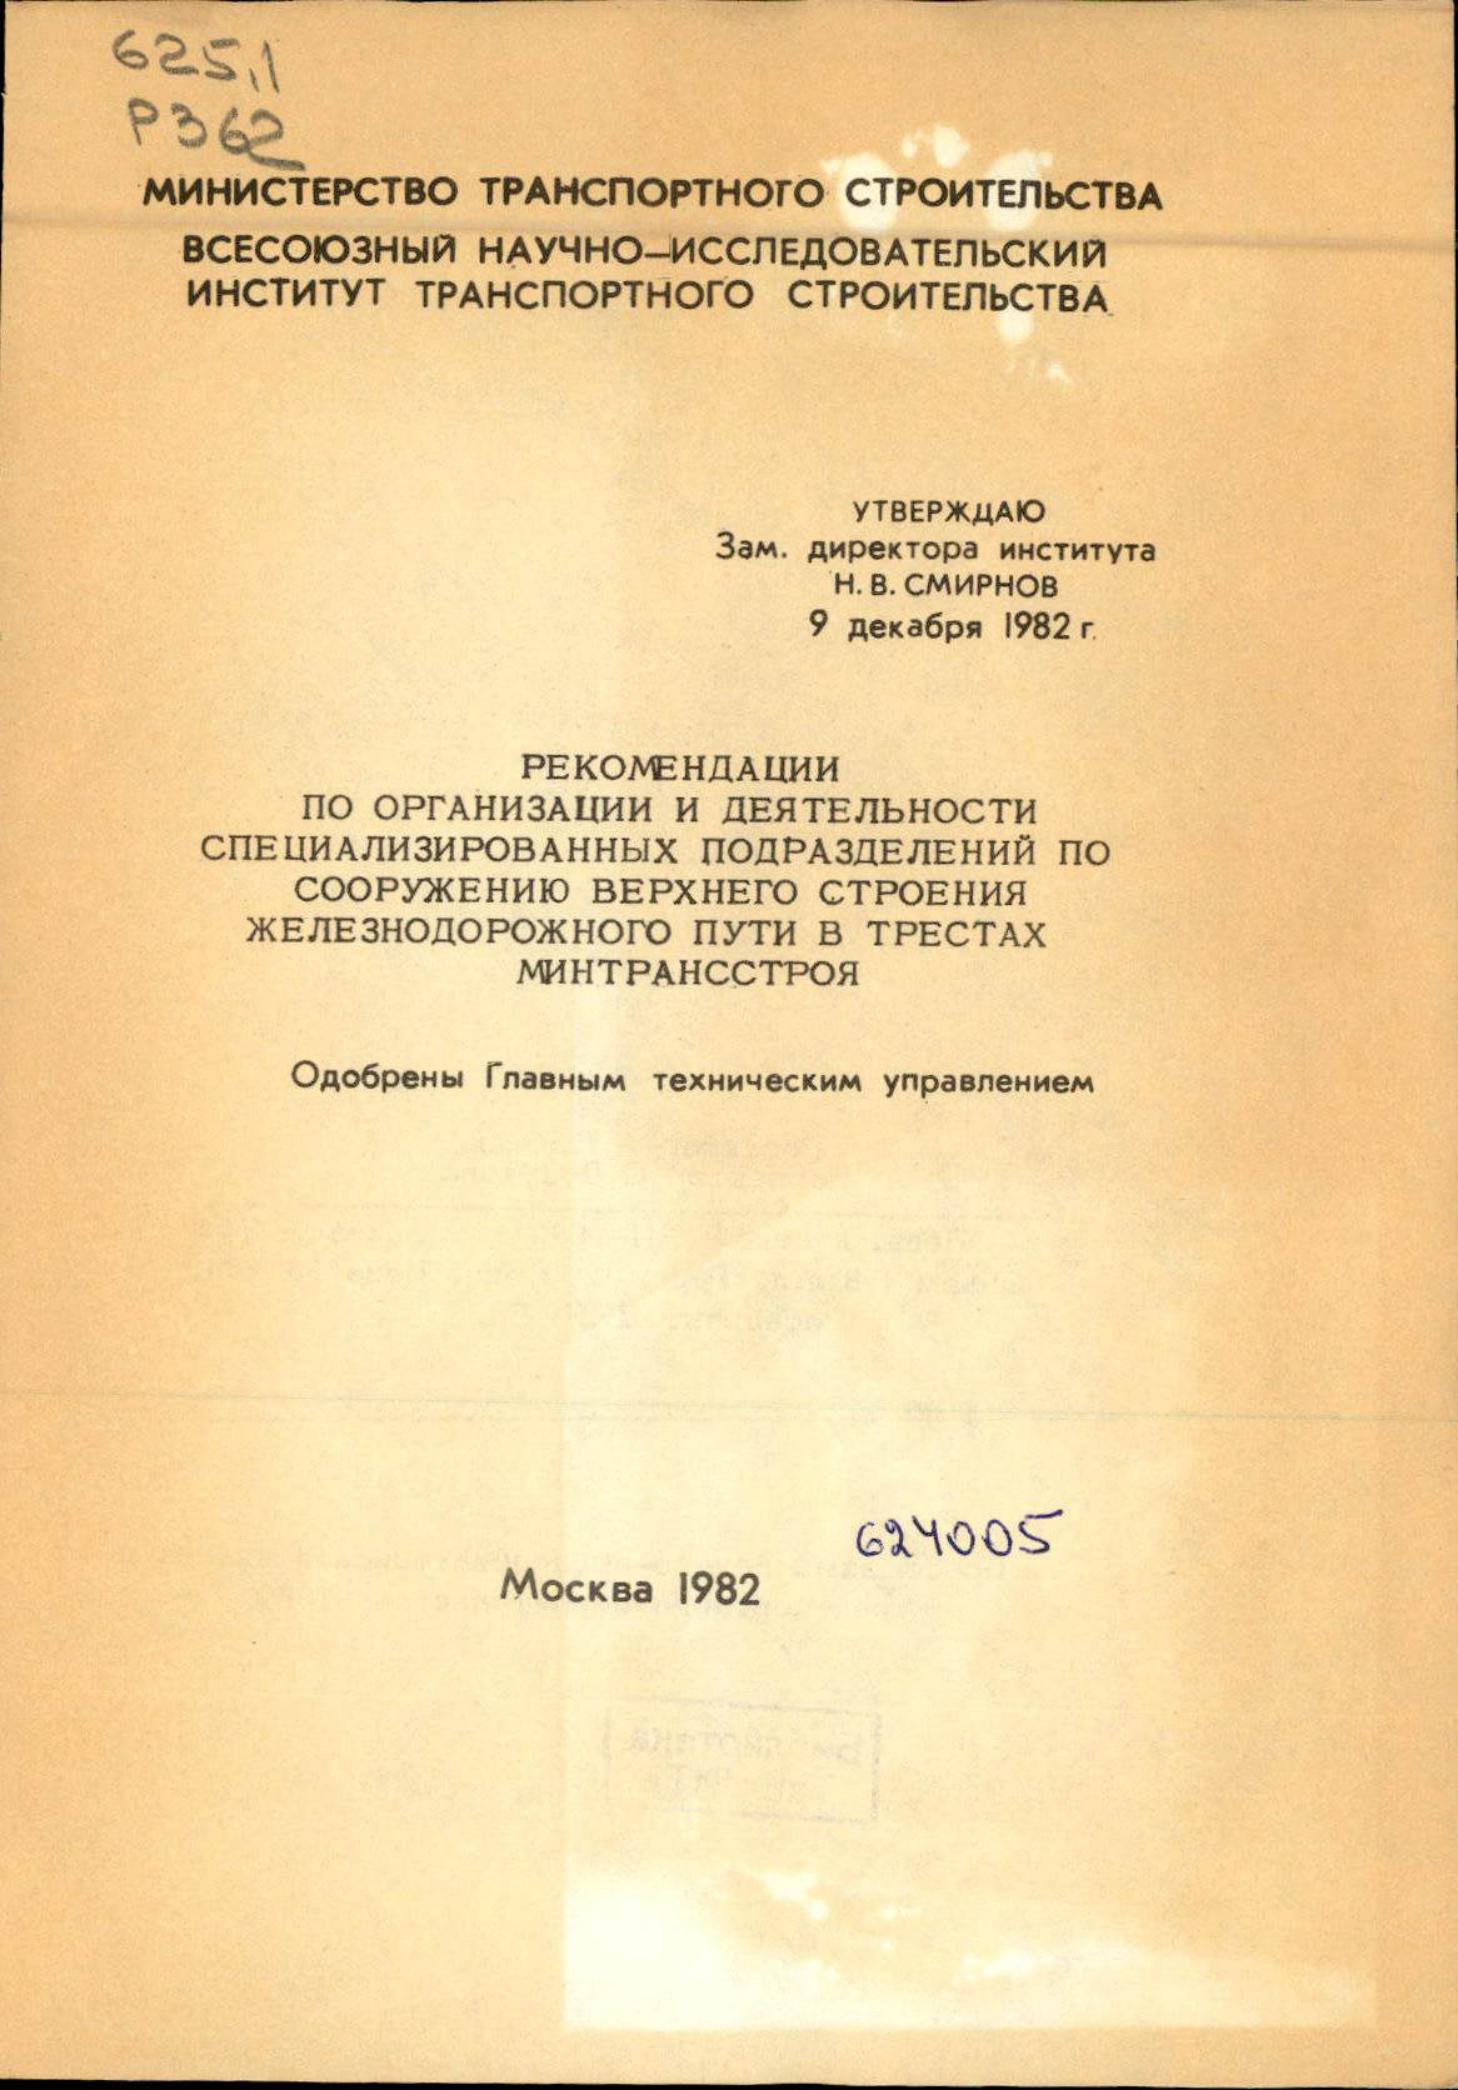 625,1
Р362
МИНИСТЕРСТВО ТРАНСПОРТНОГО СТРОИТЕЛЬСТВА
ВСЕСОЮЗНЫЙ НАУЧНО-ИССЛЕДОВАТЕЛЬСКИЙ
ИНСТИТУТ ТРАНСПОРТНОГО СТРОИТЕЛЬСТВА
УТВЕРЖДАЮ
Зам. директора института
Н. В. СМИРНОВ
9 декабря 1982 г.
РЕКОМЕНДАЦИИ
ПО ОРГАНИЗАЦИИ И ДЕЯТЕЛЬНОСТИ
СПЕЦИАЛИЗИРОВАННЫХ ПОДРАЗДЕЛЕНИЙ ПО
СООРУЖЕНИЮ ВЕРХНЕГО СТРОЕНИЯ
ЖЕЛЕЗНОДОРОЖНОГО ПУТИ В ТРЕСТАХ
МИНТРАНССТРОЯ
Одобрены Главным техническим управлением
624005
Москва 1982